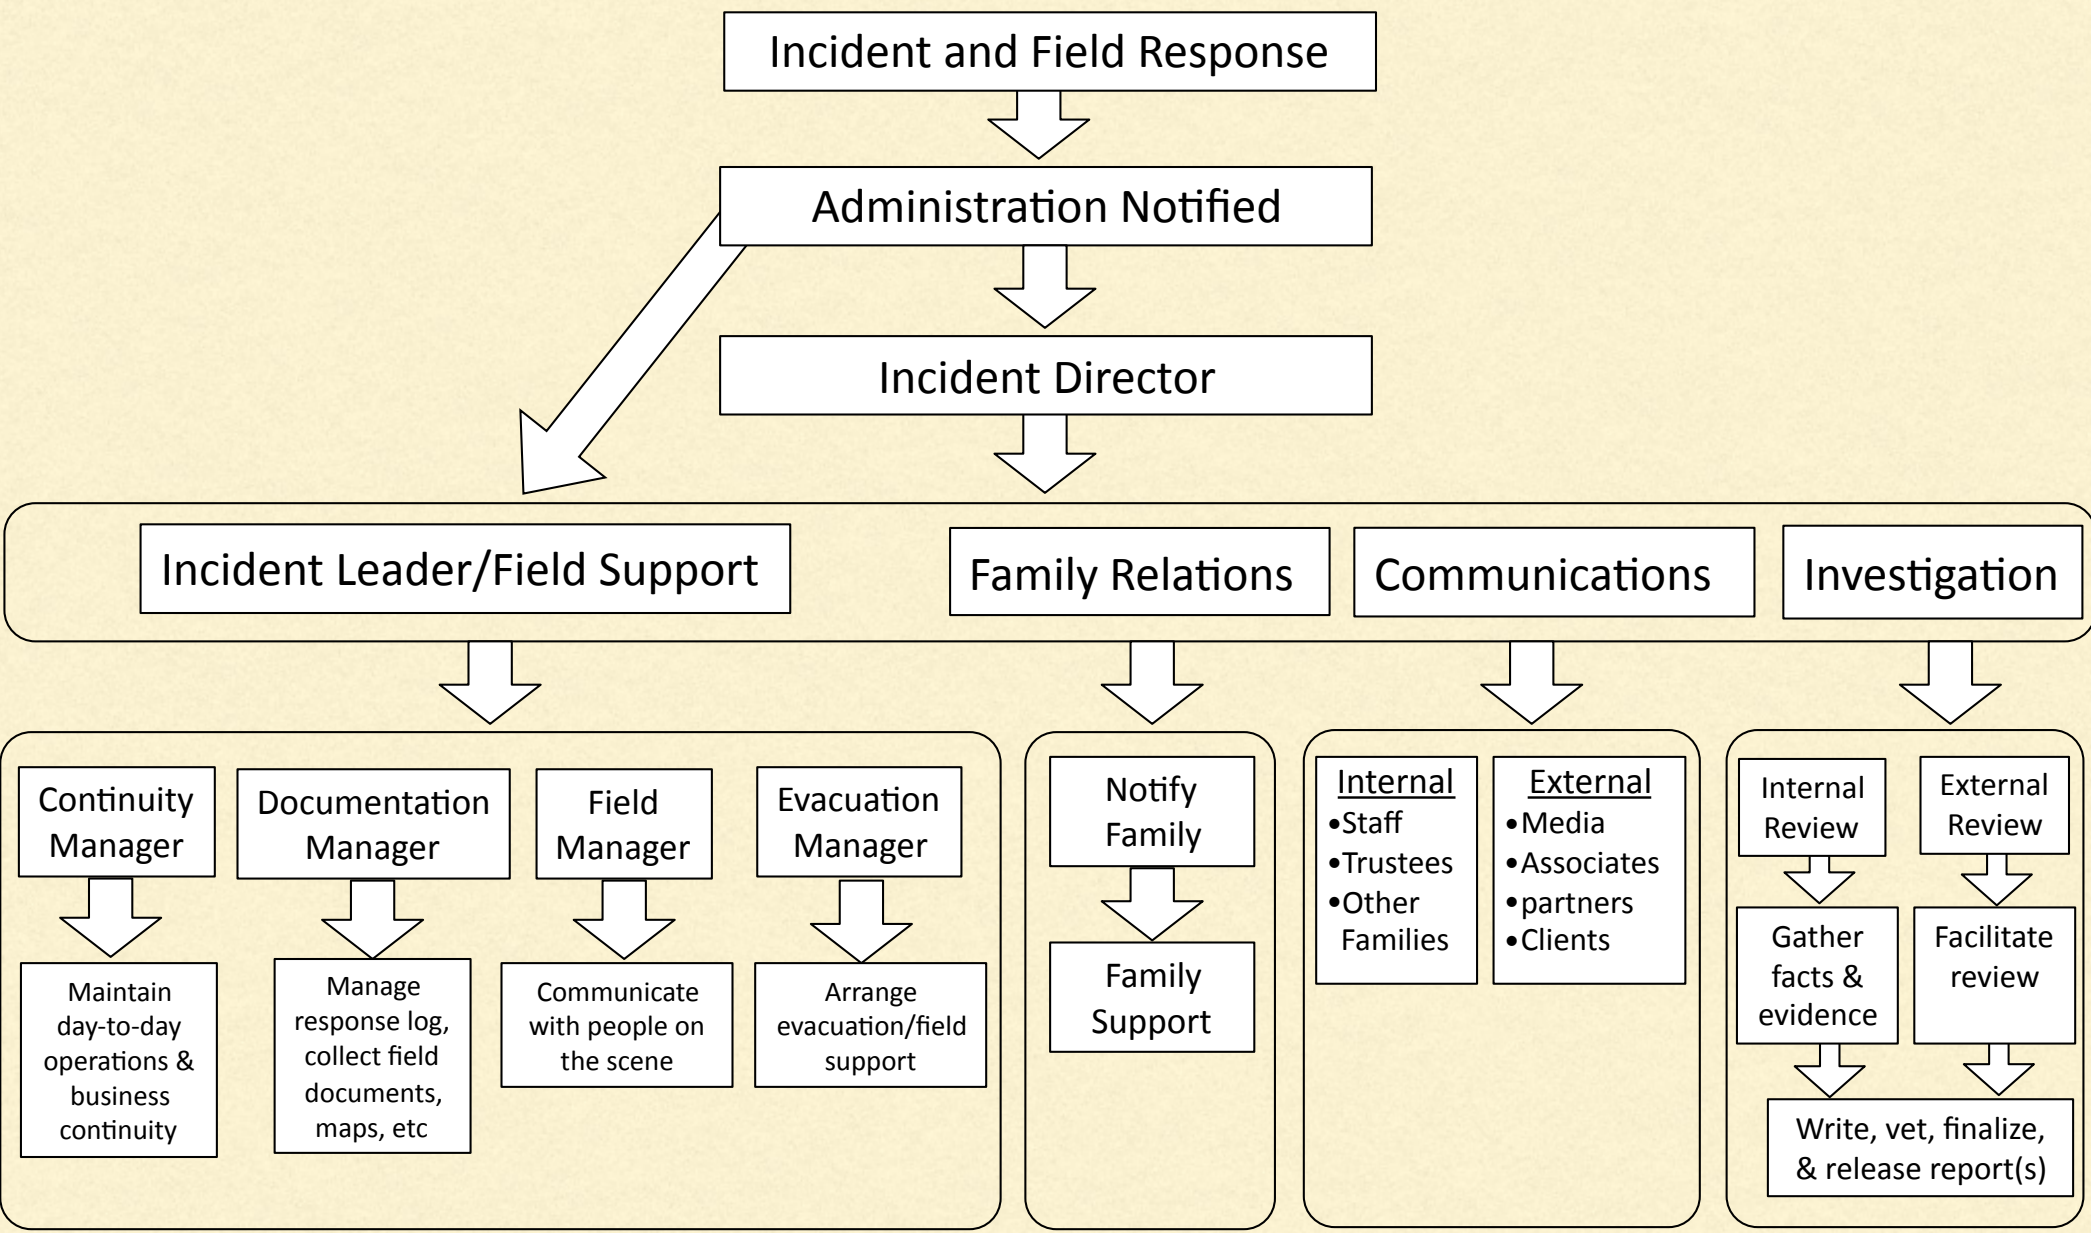 Incident and Field Response
Administration Notified
Incident Director
Incident Leader/Field Support
Family Relations
Communications
Investigation
Continuity
Manager
Maintain
day-to-day
operations &
business
continuity
Documentation
Manager
Manage
response log,
collect field
documents,
maps, etc
Field
Manager
Communicate
with people on
the scene
Evacuation
Manager
Arrange
evacuation/field
support
Notify
Family
Family
Support
Internal
•Staff
•Trustees
•Other
Families
External
•Media
•Associates
•partners
•Clients
Internal
Review
Gather
facts &
evidence
External
Review
Facilitate
review
Write, vet, finalize,
& release report(s)